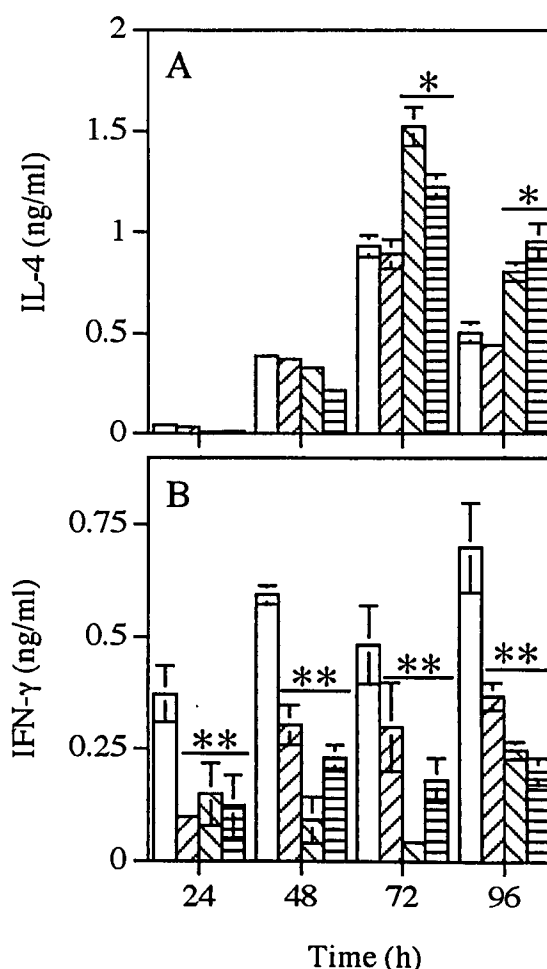 2
A
*
1.5
*
1
0.5
0
IL-4 (ng/ml)
B
0.75
**
0.5
**
**
**
0.25
0
IFN-γ (ng/ml)
24 48 72 96
Time (h)